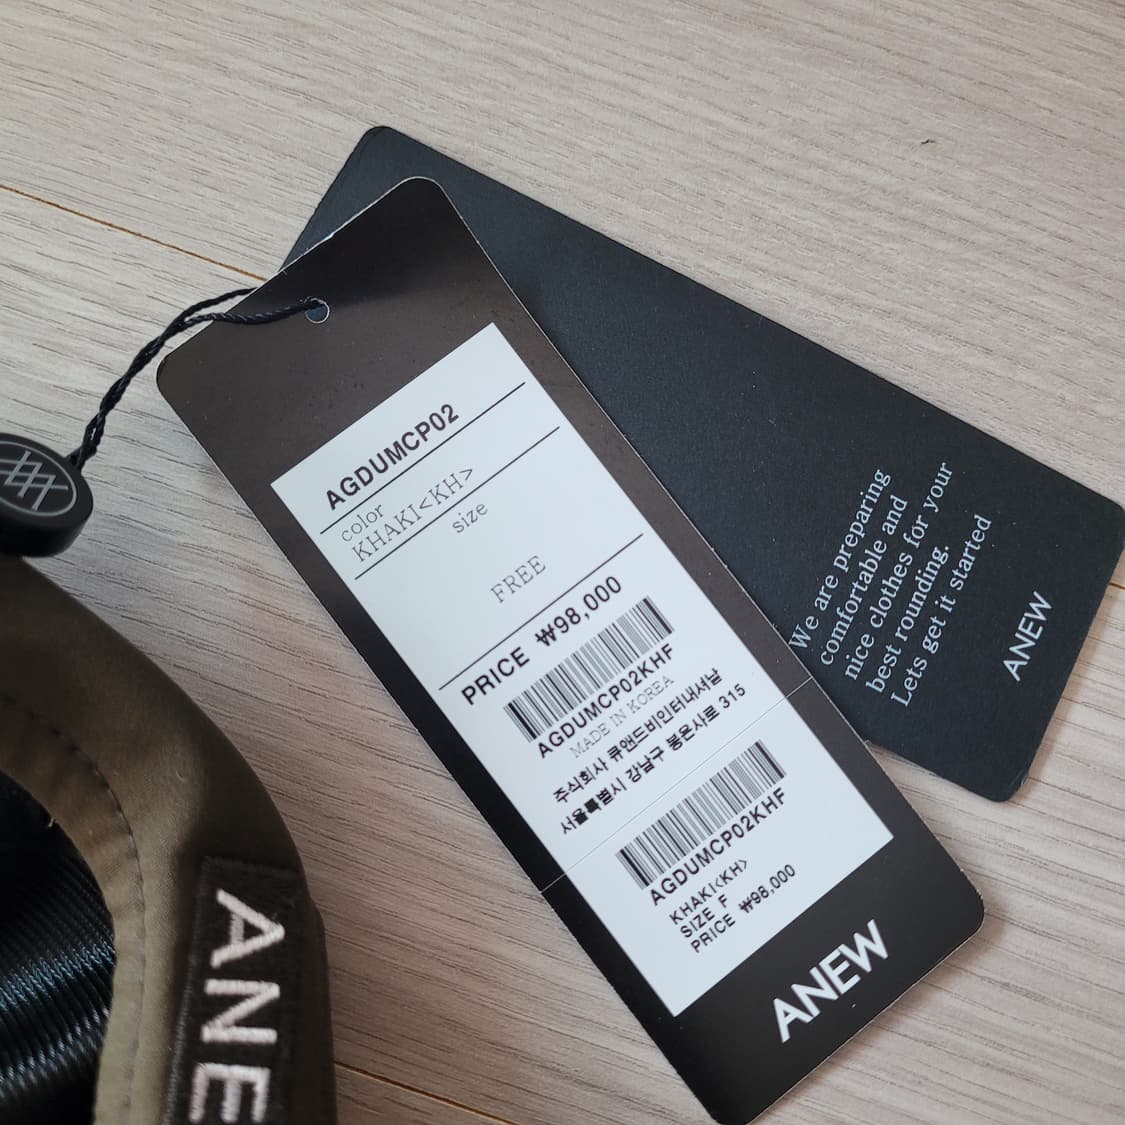 AGDUMCP02
color
KHAKI<KH>
size
FREE
PRICE ₩98,000
AGDUMCP02KHF
MADE IN KOREA
주식회사 큐앤드비인터내셔날
서울특별시 강남구 봉은사로 315
AGDUMCP02KHF
KHAKI<KH>
SIZE F
PRICE ₩98,000
ANEW
We are preparing
comfortable and
nice clothes for your
best rounding.
Lets get it started
ANEW
ANE